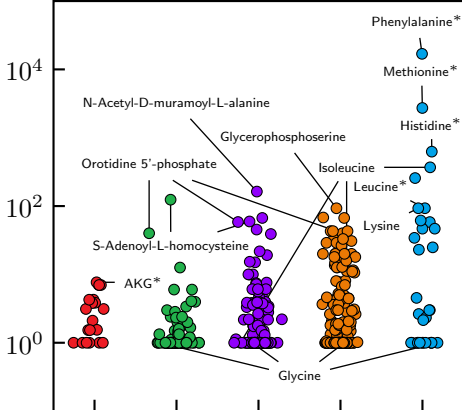 Phenylalanine*
10^4
Methionine*
N-Acetyl-D-muramoyl-L-alanine
Histidine*
Glycerophosphoserine
Orotidine 5'-phosphate
Isoleucine
Leucine*
10^2
Lysine
S-Adenoyl-L-homocysteine
AKG*
10^0
Glycine